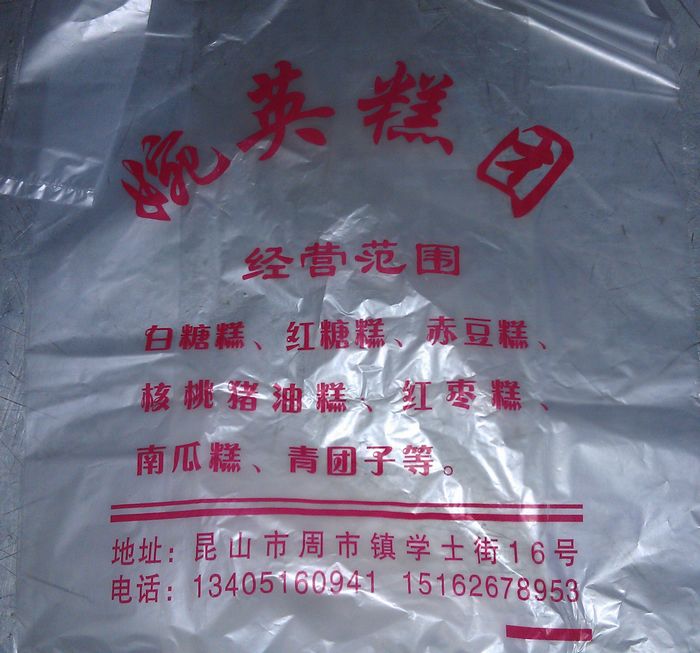 婉英糕团
经营范围
白糖糕、红糖糕、赤豆糕、
核桃猪油糕、红枣糕、
南瓜糕、青团子等。
地址：昆山市周市镇学士街16号
电话：13405160941 15162678953